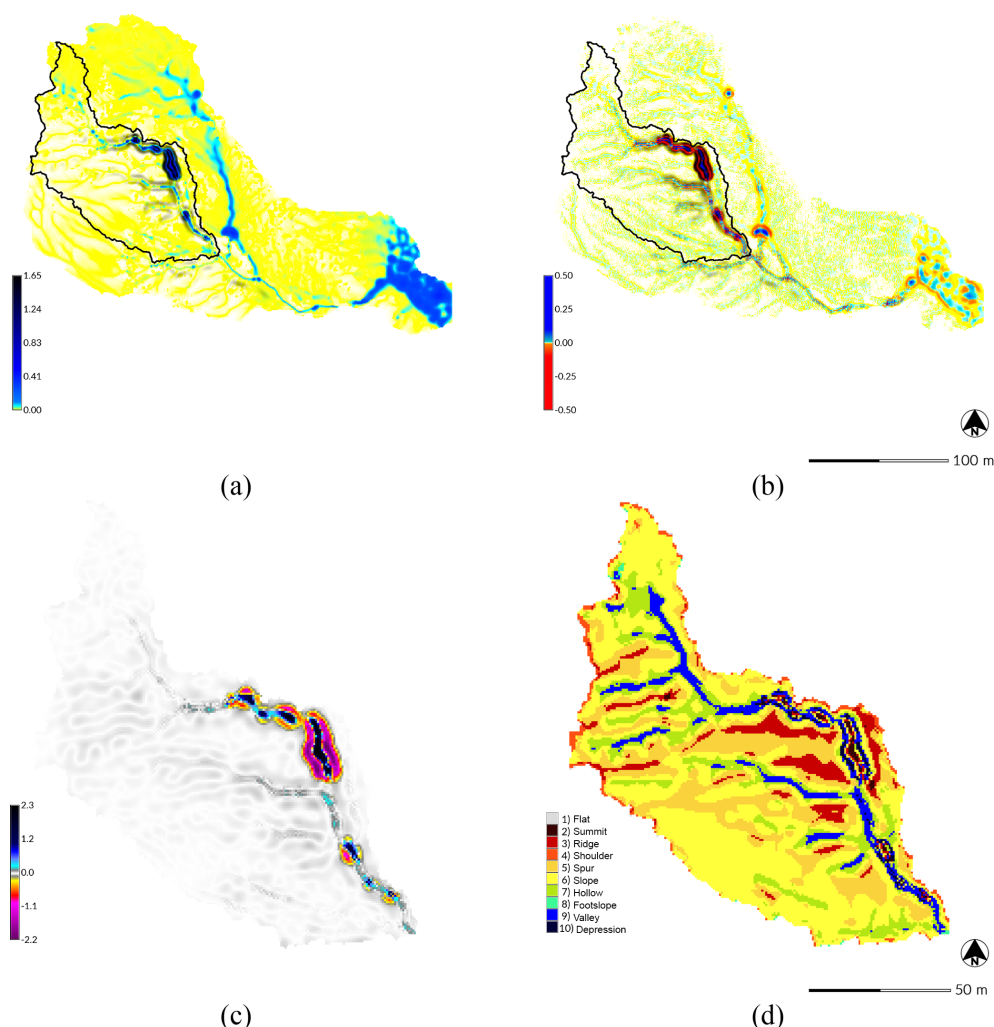 1.65
1.24
0.83
0.41
0.00
0.50
0.25
0.00
-0.25
-0.50
N
100 m
(a)
(b)
2.3
1.2
0.0
-1.1
-2.2
1) Flat
2) Summit
3) Ridge
4) Shoulder
5) Spur
6) Slope
7) Hollow
8) Footslope
9) Valley
10) Depression
N
50 m
(c)
(d)